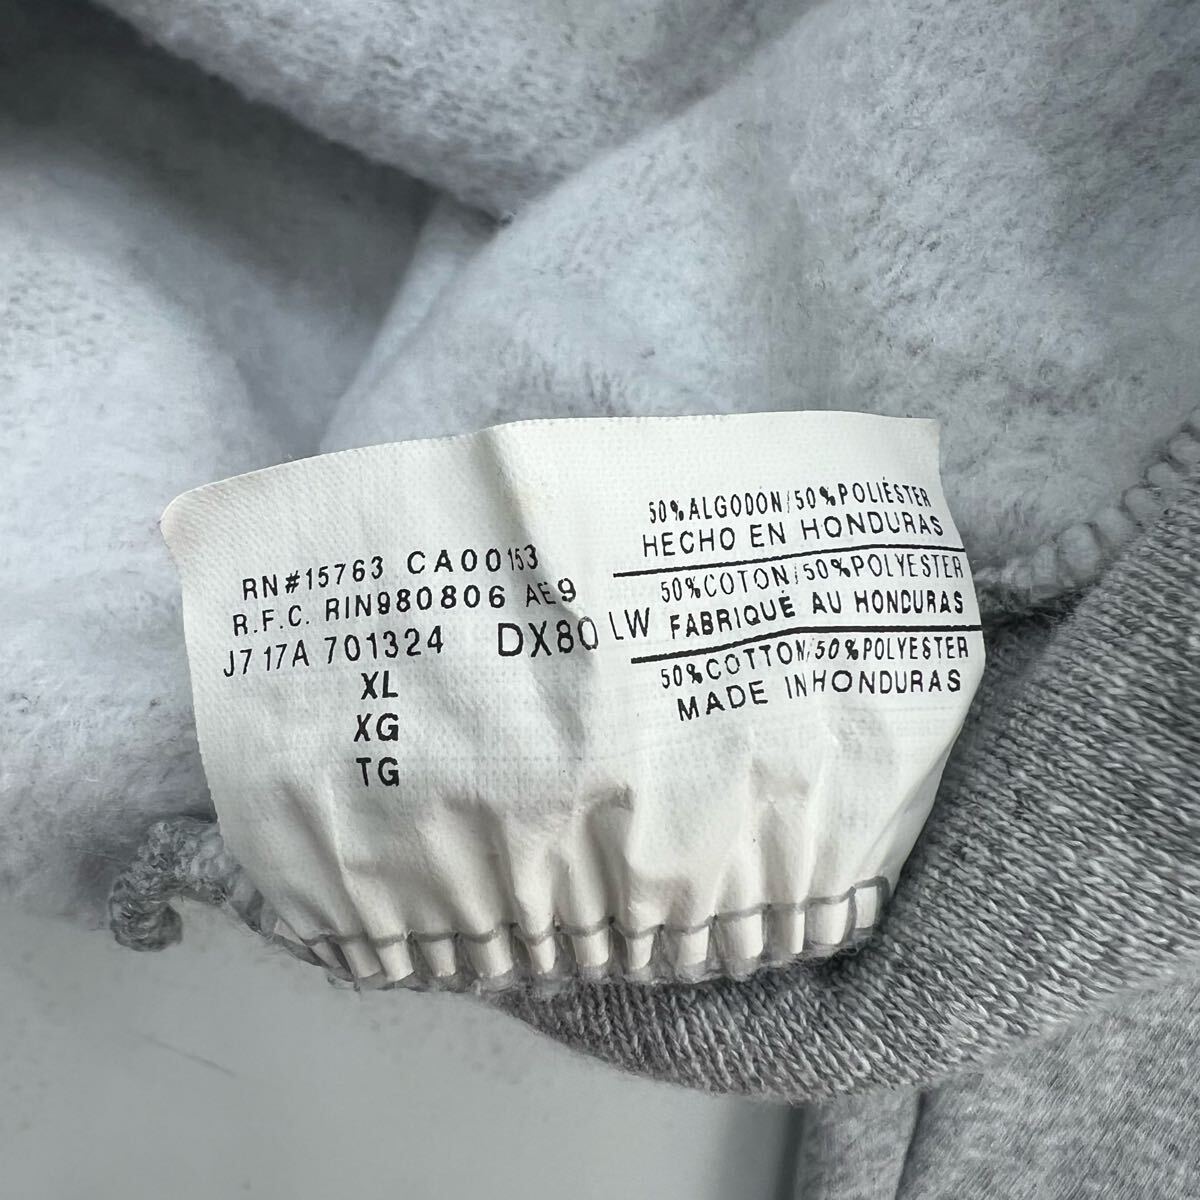 RN#15763 CA00153
R.F.C. RIN980806 AE9
J7 17A 701324 DX80 LW
XL
XG
TG
50%ALGODÓN/50%POLIÉSTER
HECHO EN HONDURAS
50%COTON/50%POLYESTER
FABRIQUÉ AU HONDURAS
50%COTTON/50%POLYESTER
MADE IN HONDURAS